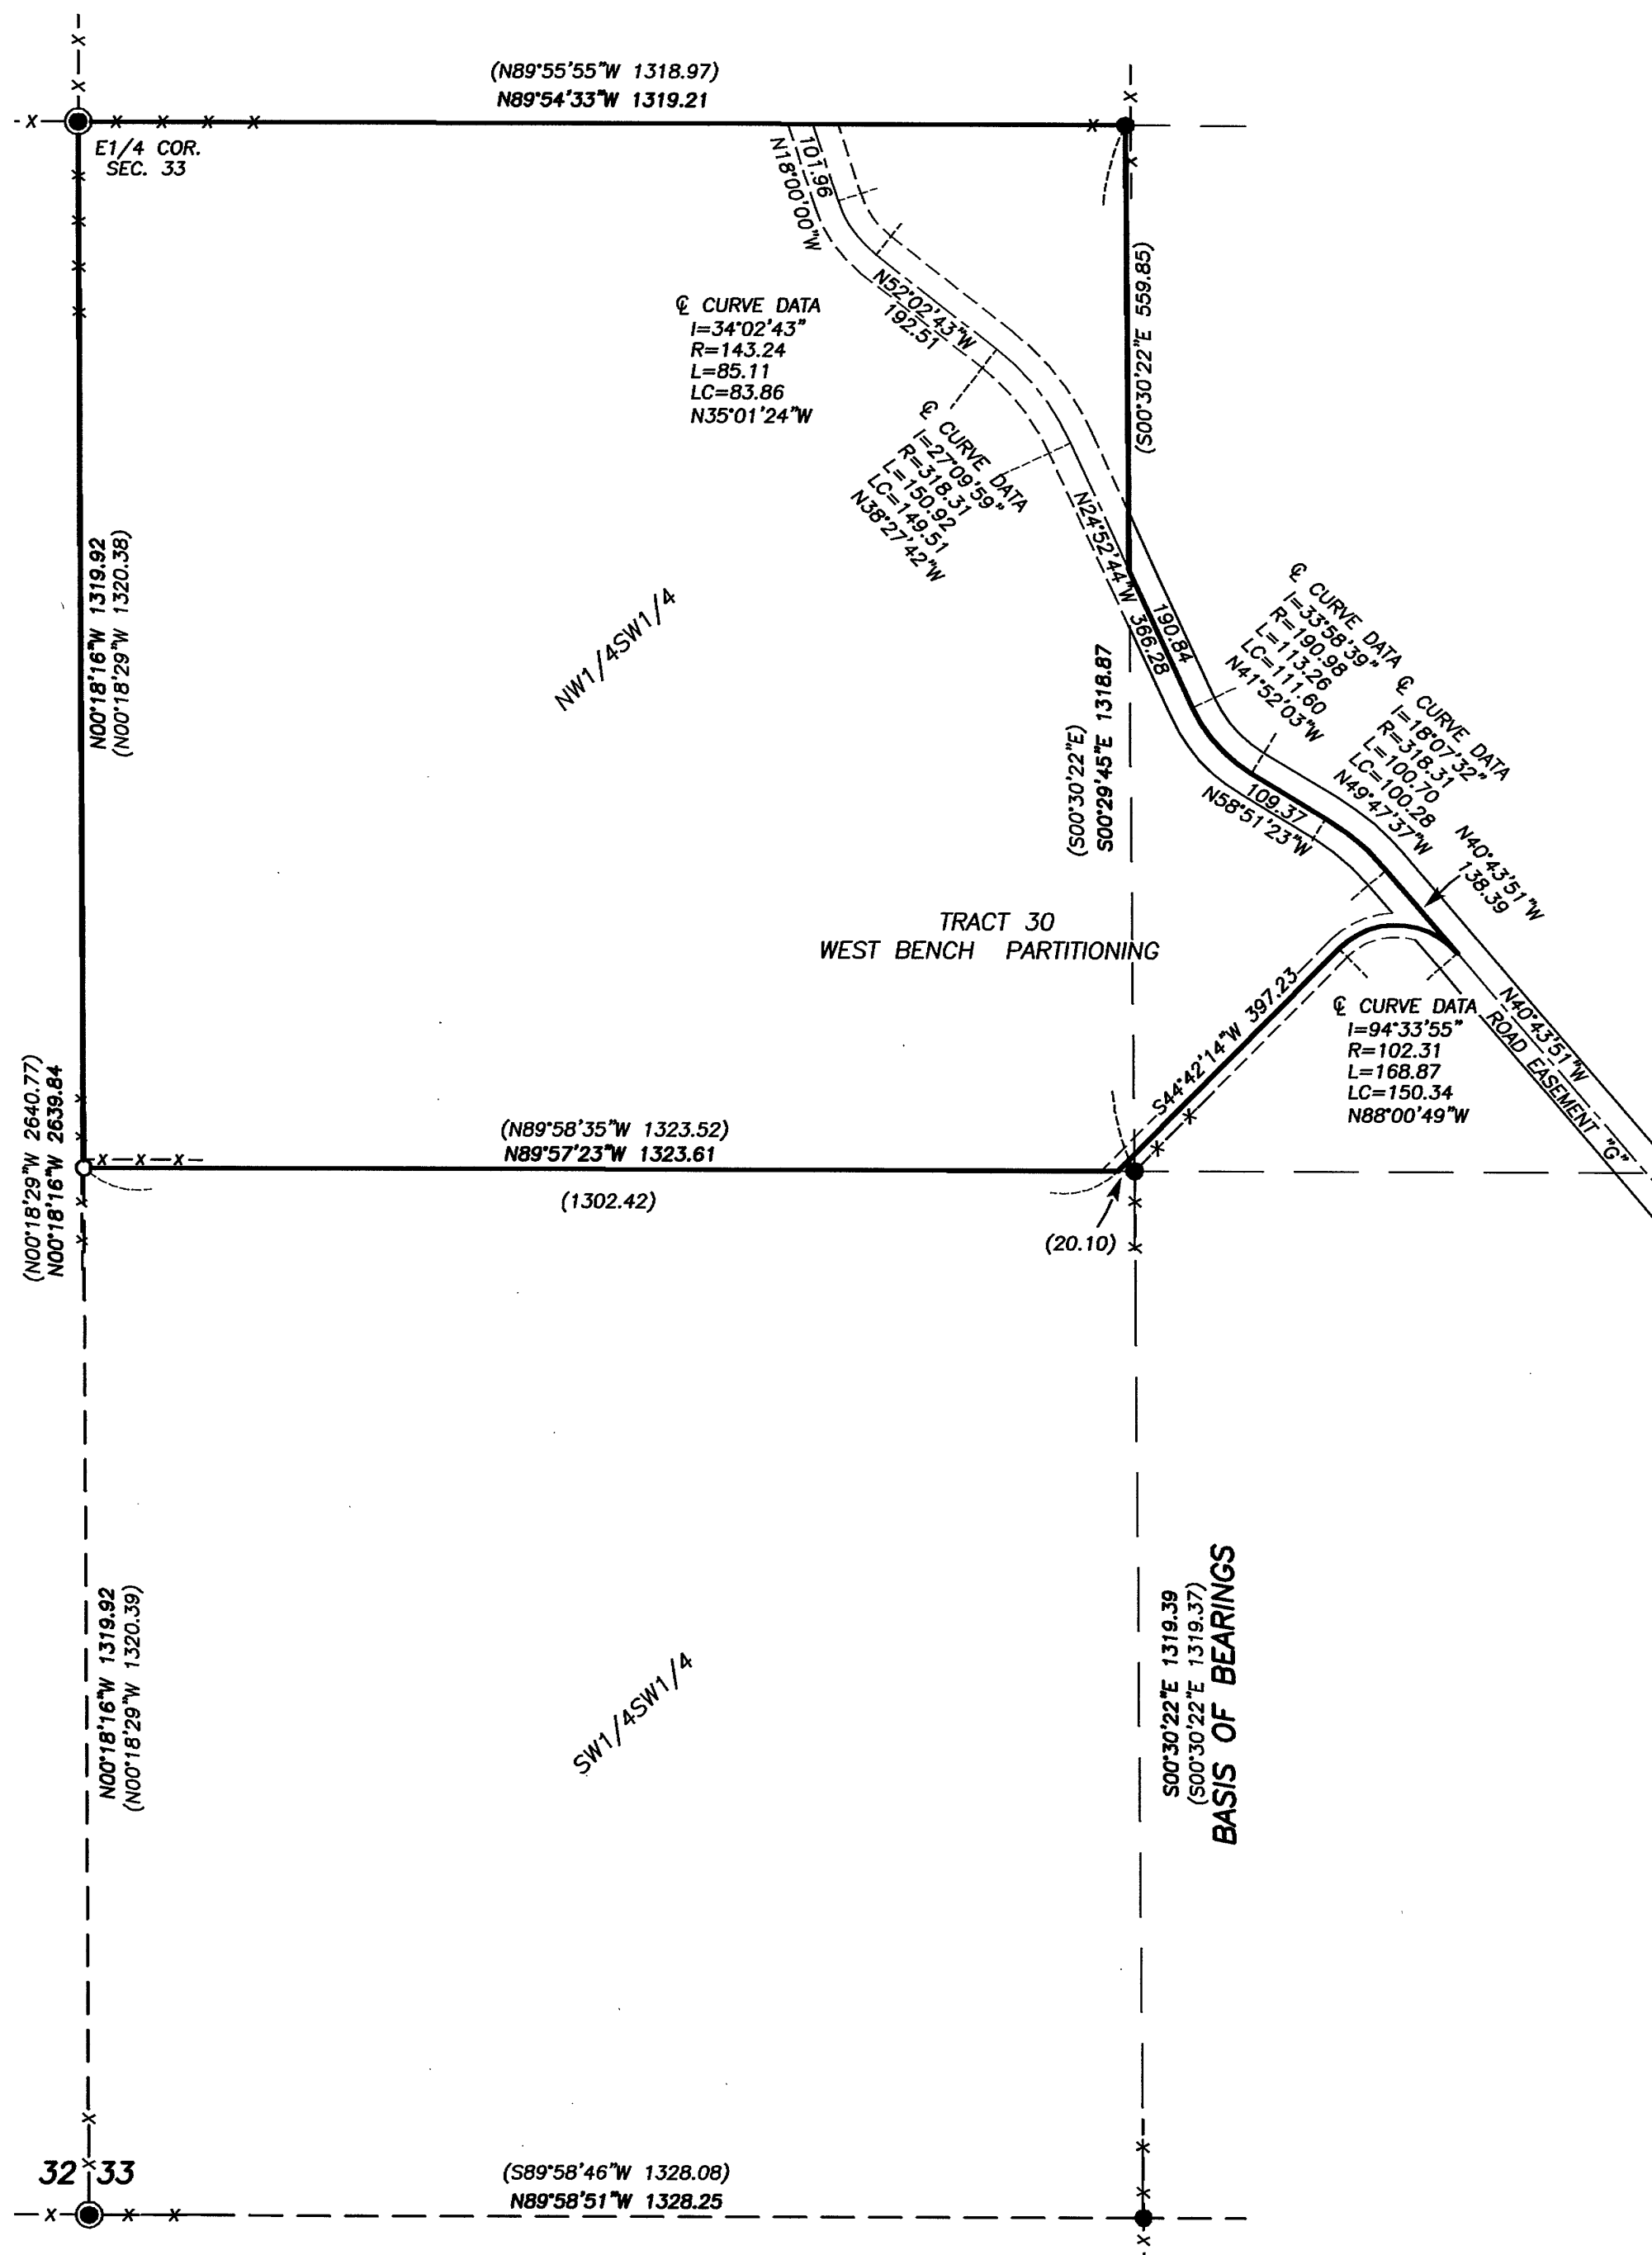 (N89°55'55"W 1318.97)
N89°54'33"W 1319.21
E1/4 COR.
SEC. 33
101.96
N18°00'00"W
(S00°30'22"E 559.85)
N52°02'43"W
192.51
℄ CURVE DATA
I=34°02'43"
R=143.24
L=85.11
LC=83.86
N35°01'24"W
℄ CURVE DATA
I=27°09'59"
R=318.31
L=150.92
LC=149.51
N38°27'42"W
N24°52'44"W 366.28
190.84
N00°18'16"W 1319.92
(N00°18'29"W 1320.38)
NW1/4SW1/4
℄ CURVE DATA
I=33°58'39"
R=190.98
L=113.26
LC=111.60
N41°52'03"W
℄ CURVE DATA
I=18°07'32"
R=318.31
L=100.70
LC=100.28
N49°47'37"W
(S00°30'22"E)
S00°29'45"E 1318.87
109.37
N58°51'23"W
N40°43'51"W
138.39
TRACT 30
WEST BENCH PARTITIONING
S44°42'14"W 397.23
℄ CURVE DATA
I=94°33'55"
R=102.31
L=168.87
LC=150.34
N88°00'49"W
N40°43'51"W
ROAD EASEMENT "G"
(N00°18'29"W 2640.77)
N00°18'16"W 2639.84
(N89°58'35"W 1323.52)
N89°57'23"W 1323.61
(1302.42)
(20.10)
N00°18'16"W 1319.92
(N00°18'29"W 1320.39)
SW1/4SW1/4
S00°30'22"E 1319.39
(S00°30'22"E 1319.37)
BASIS OF BEARINGS
32 33
(S89°58'46"W 1328.08)
N89°58'51"W 1328.25